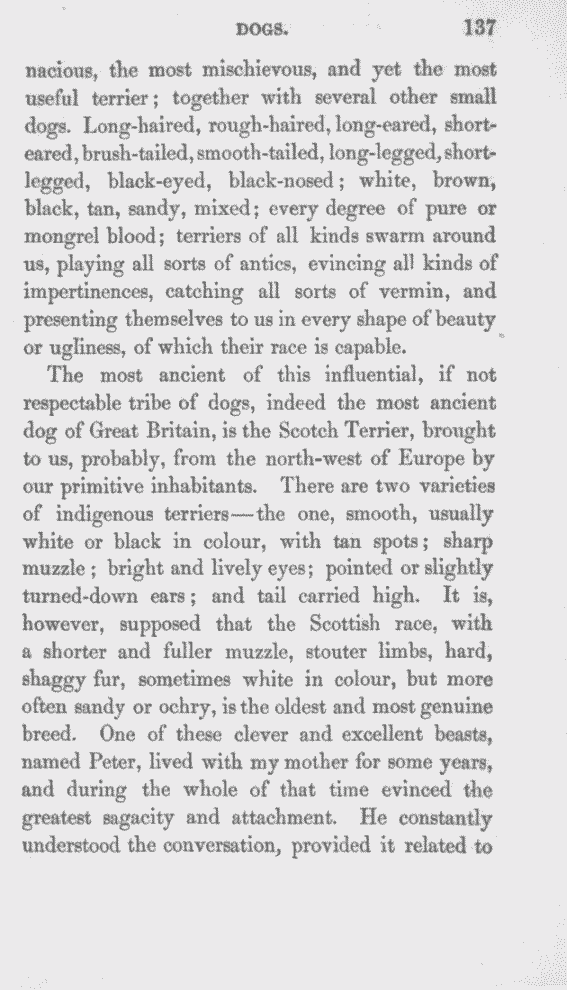 DOGS. 137
nacious, the most mischievous, and yet the most
useful terrier; together with several other small
dogs. Long-haired, rough-haired, long-eared, short-
eared, brush-tailed, smooth-tailed, long-legged, short-
legged, black-eyed, black-nosed; white, brown,
black, tan, sandy, mixed; every degree of pure or
mongrel blood; terriers of all kinds swarm around
us, playing all sorts of antics, evincing all kinds of
impertinences, catching all sorts of vermin, and
presenting themselves to us in every shape of beauty
or ugliness, of which their race is capable.
The most ancient of this influential, if not
respectable tribe of dogs, indeed the most ancient
dog of Great Britain, is the Scotch Terrier, brought
to us, probably, from the north-west of Europe by
our primitive inhabitants. There are two varieties
of indigenous terriers—the one, smooth, usually
white or black in colour, with tan spots; sharp
muzzle; bright and lively eyes; pointed or slightly
turned-down ears; and tail carried high. It is,
however, supposed that the Scottish race, with
a shorter and fuller muzzle, stouter limbs, hard,
shaggy fur, sometimes white in colour, but more
often sandy or ochry, is the oldest and most genuine
breed. One of these clever and excellent beasts,
named Peter, lived with my mother for some years,
and during the whole of that time evinced the
greatest sagacity and attachment. He constantly
understood the conversation, provided it related to